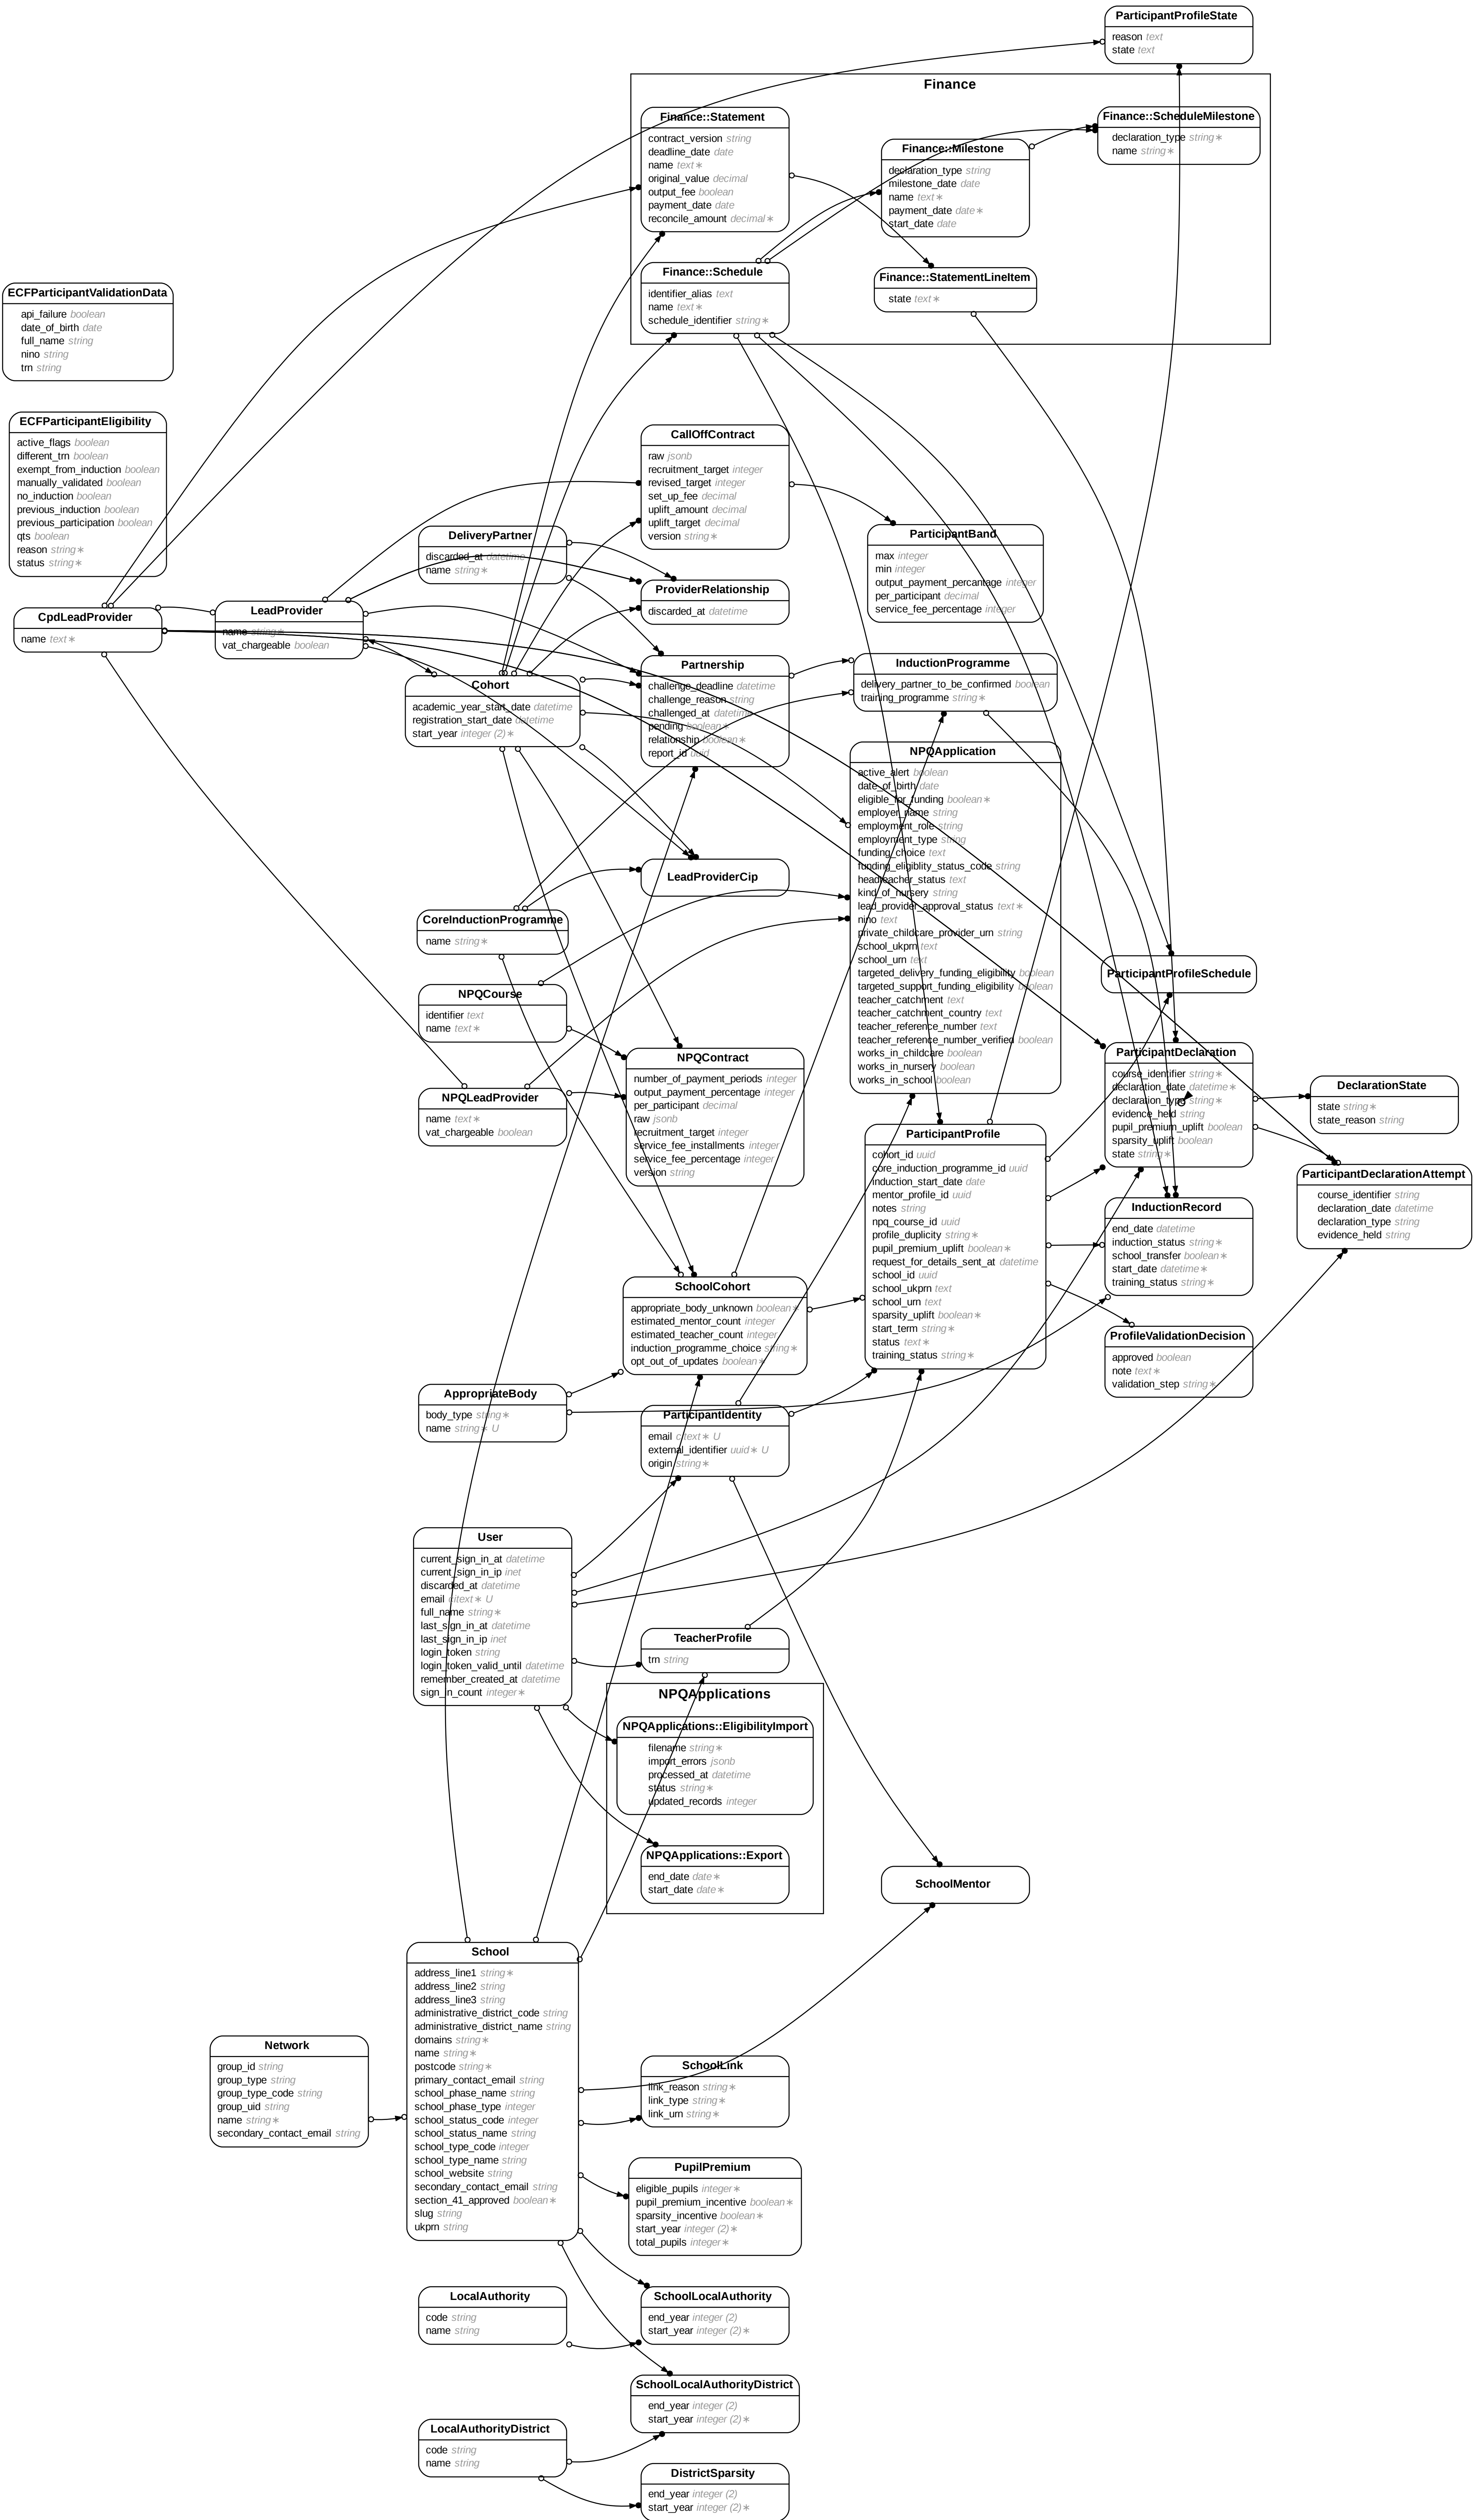 ParticipantProfileState
reason text
state text
Finance
Finance::Statement
contract_version string
deadline_date date
name text∗
original_value decimal
output_fee boolean
payment_date date
reconcile_amount decimal∗
Finance::Milestone
declaration_type string
milestone_date date
name text∗
payment_date date∗
start_date date
Finance::ScheduleMilestone
declaration_type string∗
name string∗
Finance::Schedule
identifier_alias text
name text∗
schedule_identifier string∗
Finance::StatementLineItem
state text∗
ECFParticipantValidationData
api_failure boolean
date_of_birth date
full_name string
nino string
trn string
ECFParticipantEligibility
active_flags boolean
different_trn boolean
exempt_from_induction boolean
manually_validated boolean
no_induction boolean
previous_induction boolean
previous_participation boolean
qts boolean
reason string∗
status string∗
CallOffContract
raw jsonb
recruitment_target integer
revised_target integer
set_up_fee decimal
uplift_amount decimal
uplift_target decimal
version string∗
DeliveryPartner
discarded_at datetime
name string∗
ParticipantBand
max integer
min integer
output_payment_percantage integer
per_participant decimal
service_fee_percentage integer
ProviderRelationship
discarded_at datetime
CpdLeadProvider
name text∗
LeadProvider
name string∗
vat_chargeable boolean
Cohort
academic_year_start_date datetime
registration_start_date datetime
start_year integer (2)∗
Partnership
challenge_deadline datetime
challenge_reason string
challenged_at datetime
pending boolean∗
relationship boolean∗
report_id uuid
InductionProgramme
delivery_partner_to_be_confirmed boolean
training_programme string∗
NPQApplication
active_alert boolean
date_of_birth date
eligible_for_funding boolean∗
employer_name string
employment_role string
employment_type string
funding_choice text
funding_eligiblity_status_code string
headteacher_status text
kind_of_nursery string
lead_provider_approval_status text∗
nino text
private_childcare_provider_urn string
school_ukprn text
school_urn text
targeted_delivery_funding_eligibility boolean
targeted_support_funding_eligibility boolean
teacher_catchment text
teacher_catchment_country text
teacher_reference_number text
teacher_reference_number_verified boolean
works_in_childcare boolean
works_in_nursery boolean
works_in_school boolean
LeadProviderCip
CoreInductionProgramme
name string∗
NPQCourse
identifier text
name text∗
NPQLeadProvider
name text∗
vat_chargeable boolean
NPQContract
number_of_payment_periods integer
output_payment_percentage integer
per_participant decimal
raw jsonb
recruitment_target integer
service_fee_installments integer
service_fee_percentage integer
version string
ParticipantProfileSchedule
ParticipantDeclaration
course_identifier string∗
declaration_date datetime∗
declaration_type string∗
evidence_held string
pupil_premium_uplift boolean
sparsity_uplift boolean
state string∗
DeclarationState
state string∗
state_reason string
ParticipantDeclarationAttempt
course_identifier string
declaration_date datetime
declaration_type string
evidence_held string
ParticipantProfile
cohort_id uuid
core_induction_programme_id uuid
induction_start_date date
mentor_profile_id uuid
notes string
npq_course_id uuid
profile_duplicity string∗
pupil_premium_uplift boolean∗
request_for_details_sent_at datetime
school_id uuid
school_ukprn text
school_urn text
sparsity_uplift boolean∗
start_term string∗
status text∗
training_status string∗
InductionRecord
end_date datetime
induction_status string∗
school_transfer boolean∗
start_date datetime∗
training_status string∗
ProfileValidationDecision
approved boolean
note text∗
validation_step string∗
SchoolCohort
appropriate_body_unknown boolean∗
estimated_mentor_count integer
estimated_teacher_count integer
induction_programme_choice string∗
opt_out_of_updates boolean∗
AppropriateBody
body_type string∗
name string∗ U
ParticipantIdentity
email citext∗ U
external_identifier uuid∗ U
origin string∗
User
current_sign_in_at datetime
current_sign_in_ip inet
discarded_at datetime
email citext∗ U
full_name string∗
last_sign_in_at datetime
last_sign_in_ip inet
login_token string
login_token_valid_until datetime
remember_created_at datetime
sign_in_count integer∗
TeacherProfile
trn string
NPQApplications
NPQApplications::EligibilityImport
filename string∗
import_errors jsonb
processed_at datetime
status string∗
updated_records integer
NPQApplications::Export
end_date date∗
start_date date∗
SchoolMentor
School
address_line1 string∗
address_line2 string
address_line3 string
administrative_district_code string
administrative_district_name string
domains string∗
name string∗
postcode string∗
primary_contact_email string
school_phase_name string
school_phase_type integer
school_status_code integer
school_status_name string
school_type_code integer
school_type_name string
school_website string
secondary_contact_email string
section_41_approved boolean∗
slug string
ukprn string
Network
group_id string
group_type string
group_type_code string
group_uid string
name string∗
secondary_contact_email string
SchoolLink
link_reason string∗
link_type string∗
link_urn string∗
PupilPremium
eligible_pupils integer∗
pupil_premium_incentive boolean∗
sparsity_incentive boolean∗
start_year integer (2)∗
total_pupils integer∗
LocalAuthority
code string
name string
SchoolLocalAuthority
end_year integer (2)
start_year integer (2)∗
SchoolLocalAuthorityDistrict
end_year integer (2)
start_year integer (2)∗
LocalAuthorityDistrict
code string
name string
DistrictSparsity
end_year integer (2)
start_year integer (2)∗